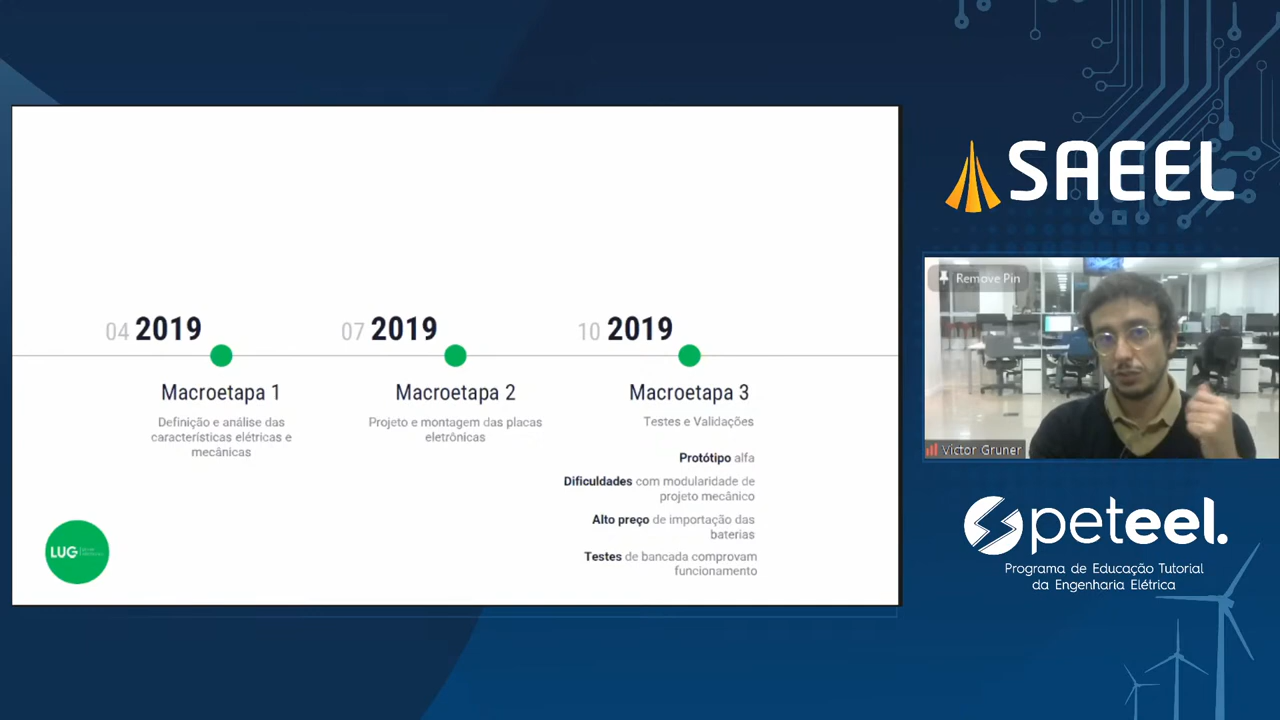 04 2019
Macroetapa 1
Definição e análise das
características elétricas e
mecânicas
07 2019
Macroetapa 2
Projeto e montagem das placas
eletrônicas
10 2019
Macroetapa 3
Testes e Validações
Protótipo alfa
Dificuldades com modularidade de
projeto mecânico
Alto preço de importação das
baterias
Testes de bancada comprovam
funcionamento
LUG
SAEEL
Remove Pin
Victor Gruner
peteel.
Programa de Educação Tutorial
da Engenharia Elétrica